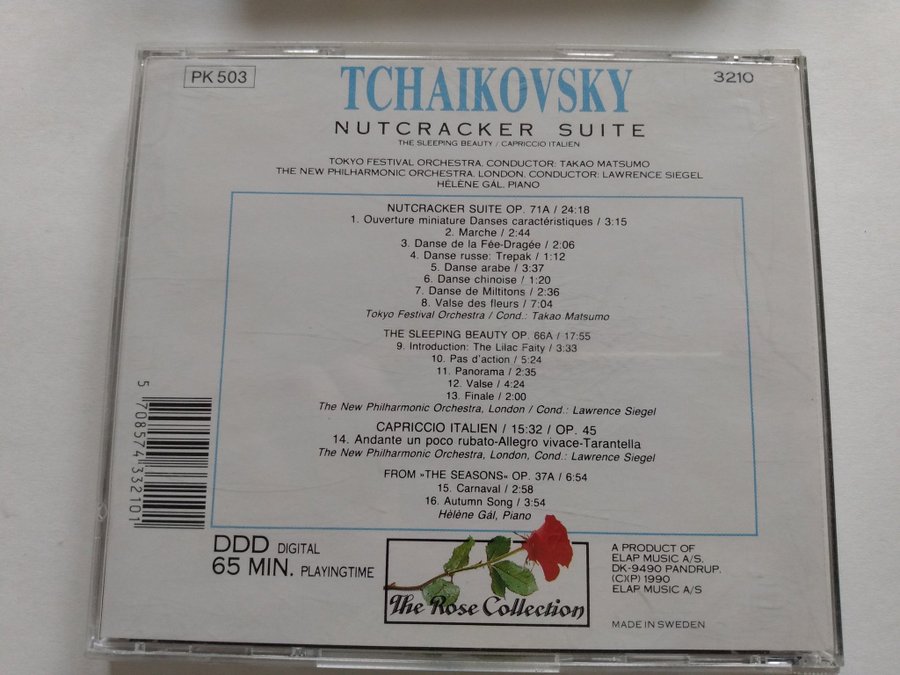 PK 503
3210
TCHAIKOVSKY
NUTCRACKER SUITE
THE SLEEPING BEAUTY / CAPRICCIO ITALIEN
TOKYO FESTIVAL ORCHESTRA. CONDUCTOR: TAKAO MATSUMO
THE NEW PHILHARMONIC ORCHESTRA, LONDON. CONDUCTOR: LAWRENCE SIEGEL
HÉLÈNE GÁL, PIANO
NUTCRACKER SUITE OP. 71A / 24:18
1. Ouverture miniature Danses caractéristiques / 3:15
2. Marche / 2:44
3. Danse de la Fée-Dragée / 2:06
4. Danse russe: Trepak / 1:12
5. Danse arabe / 3:37
6. Danse chinoise / 1:20
7. Danse de Miltitons / 2:36
8. Valse des fleurs / 7:04
Tokyo Festival Orchestra / Cond.: Takao Matsumo
THE SLEEPING BEAUTY OP. 66A / 17:55
9. Introduction: The Lilac Faity / 3:33
10. Pas d'action / 5:24
11. Panorama / 2:35
12. Valse / 4:24
13. Finale / 2:00
The New Philharmonic Orchestra, London / Cond.: Lawrence Siegel
CAPRICCIO ITALIEN / 15:32 / OP. 45
14. Andante un poco rubato-Allegro vivace-Tarantella
The New Philharmonic Orchestra, London, Cond.: Lawrence Siegel
FROM »THE SEASONS« OP. 37A / 6:54
15. Carnaval / 2:58
16. Autumn Song / 3:54
Hélène Gál, Piano
5 708574 332101
DDD DIGITAL
65 MIN. PLAYINGTIME
The Rose Collection
A PRODUCT OF
ELAP MUSIC A/S.
DK-9490 PANDRUP.
(C)(P) 1990
ELAP MUSIC A/S
MADE IN SWEDEN